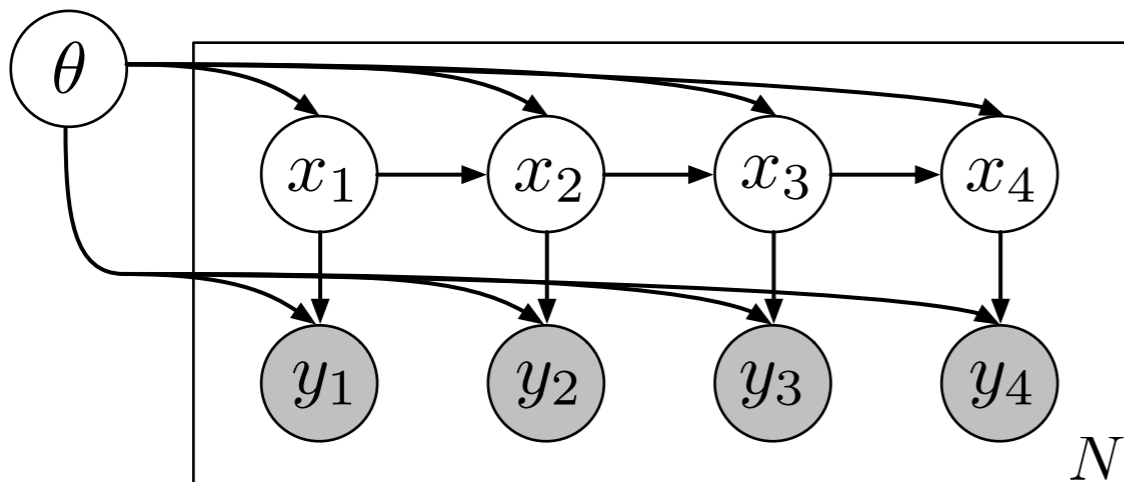 θ
x₁ x₂ x₃ x₄
y₁ y₂ y₃ y₄
N